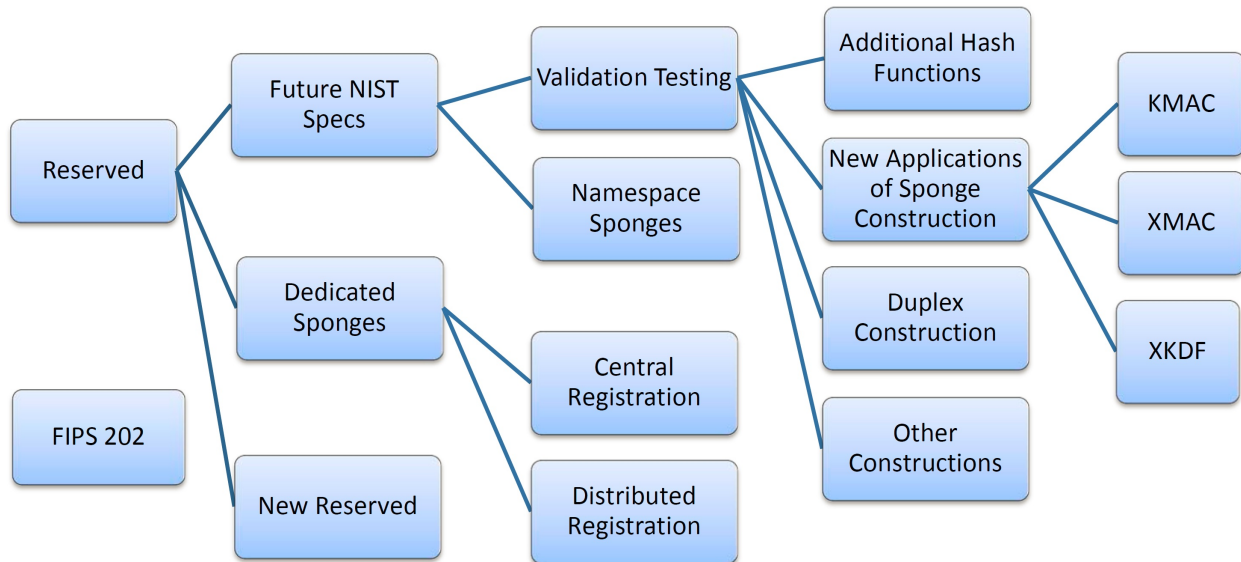 Reserved
FIPS 202
Future NIST
Specs
Dedicated
Sponges
New Reserved
Validation Testing
Namespace
Sponges
Central
Registration
Distributed
Registration
Additional Hash
Functions
New Applications
of Sponge
Construction
Duplex
Construction
Other
Constructions
KMAC
XMAC
XKDF